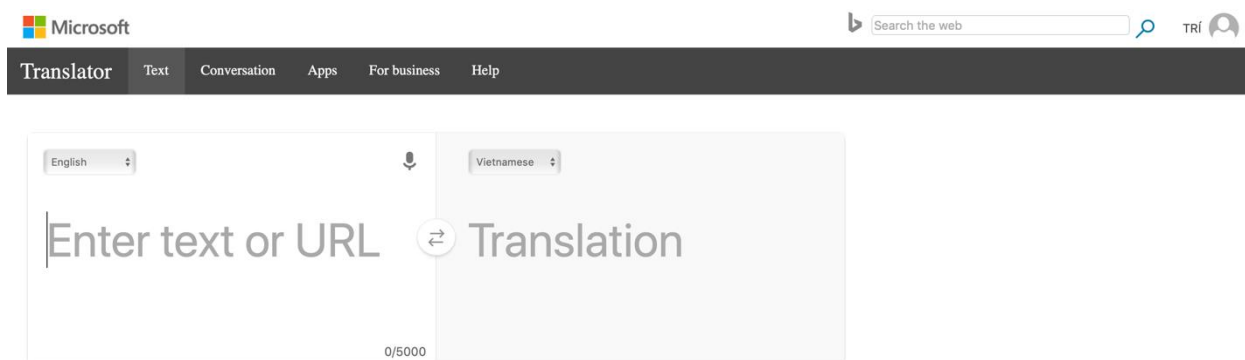 Microsoft
Search the web
TRÍ
Translator Text Conversation Apps For business Help
English
Vietnamese
Enter text or URL
Translation
0/5000